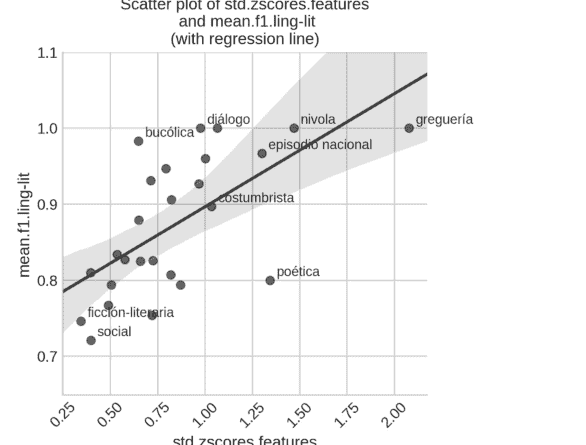 Scatter plot of std.zscores.features
and mean.f1.ling-lit
(with regression line)
1.1
1.0
0.9
0.8
0.7
mean.f1.ling-lit
bucólica
diálogo
nivola
greguería
episodio nacional
costumbrista
poética
ficción-literaria
social
0.25
0.50
0.75
1.00
1.25
1.50
1.75
2.00
std.zscores.features